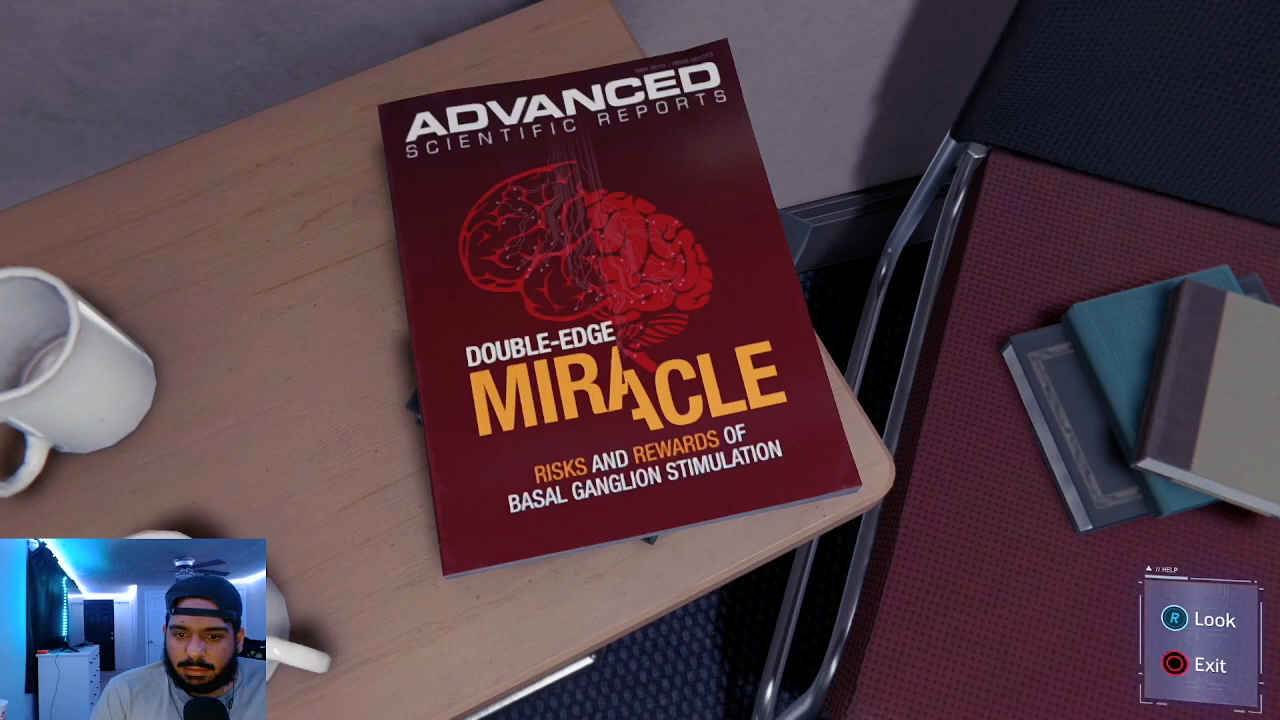 ADVANCED
SCIENTIFIC REPORTS
DOUBLE-EDGE
MIRACLE
RISKS AND REWARDS OF
BASAL GANGLION STIMULATION
// HELP
R Look
Exit